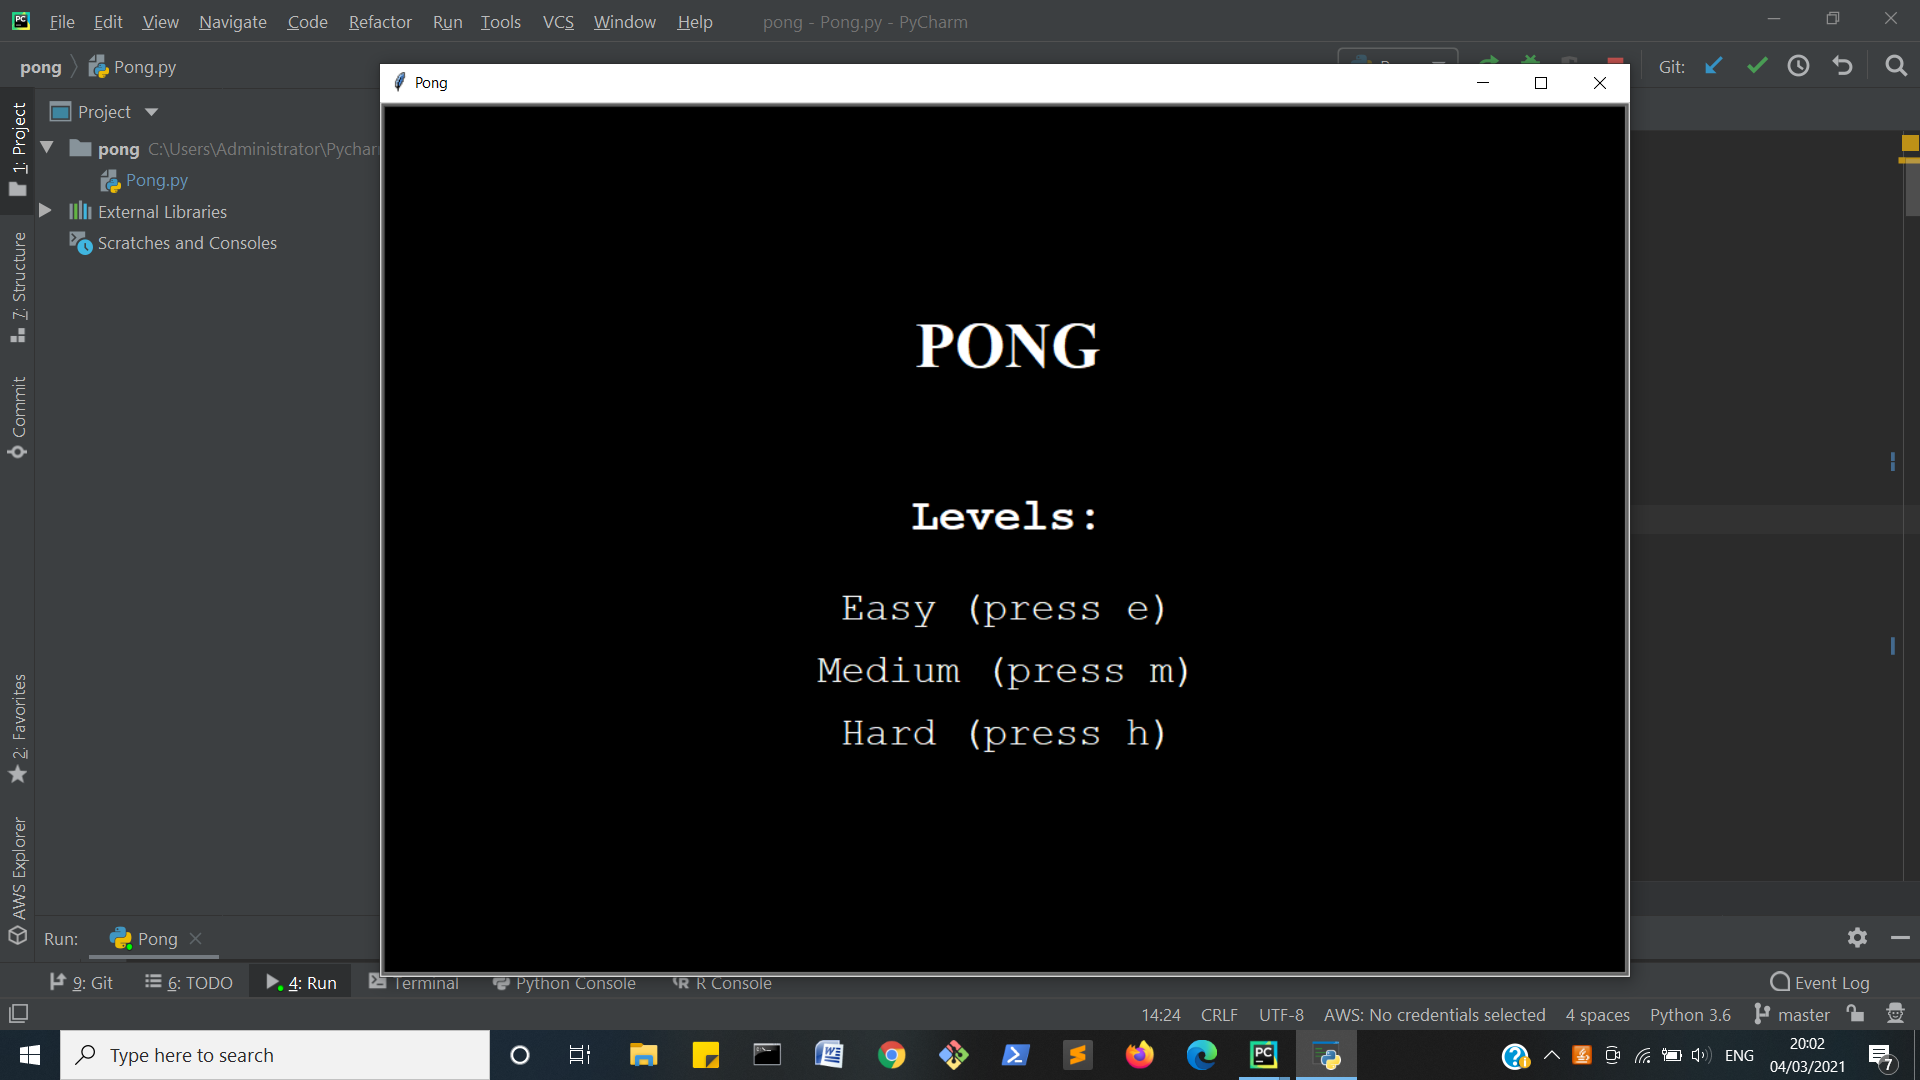 File Edit View Navigate Code Refactor Run Tools VCS Window Help pong - Pong.py - PyCharm
pong Pong.py
Git:
Pong
1: Project
Project
pong C:\Users\Administrator\Pychar
Pong.py
External Libraries
Scratches and Consoles
7: Structure
Commit
2: Favorites
AWS Explorer
PONG
Levels:
Easy (press e)
Medium (press m)
Hard (press h)
Run: Pong
9: Git 6: TODO 4: Run Terminal Python Console R Console Event Log
14:24 CRLF UTF-8 AWS: No credentials selected 4 spaces Python 3.6 master
Type here to search
ENG
20:02
04/03/2021
7